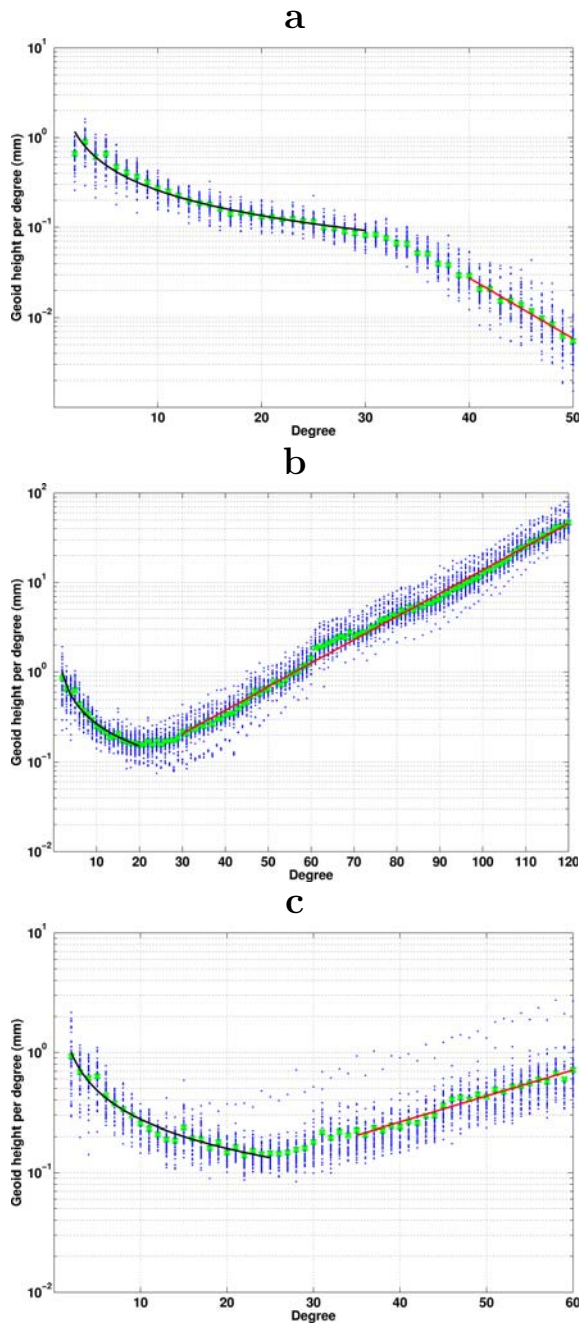 a
10^1
10^0
10^-1
10^-2
Geoid height per degree (mm)
10 20 30 40 50
Degree
b
10^2
10^1
10^0
10^-1
10^-2
Geoid height per degree (mm)
10 20 30 40 50 60 70 80 90 100 110 120
Degree
c
10^1
10^0
10^-1
10^-2
Geoid height per degree (mm)
10 20 30 40 50 60
Degree